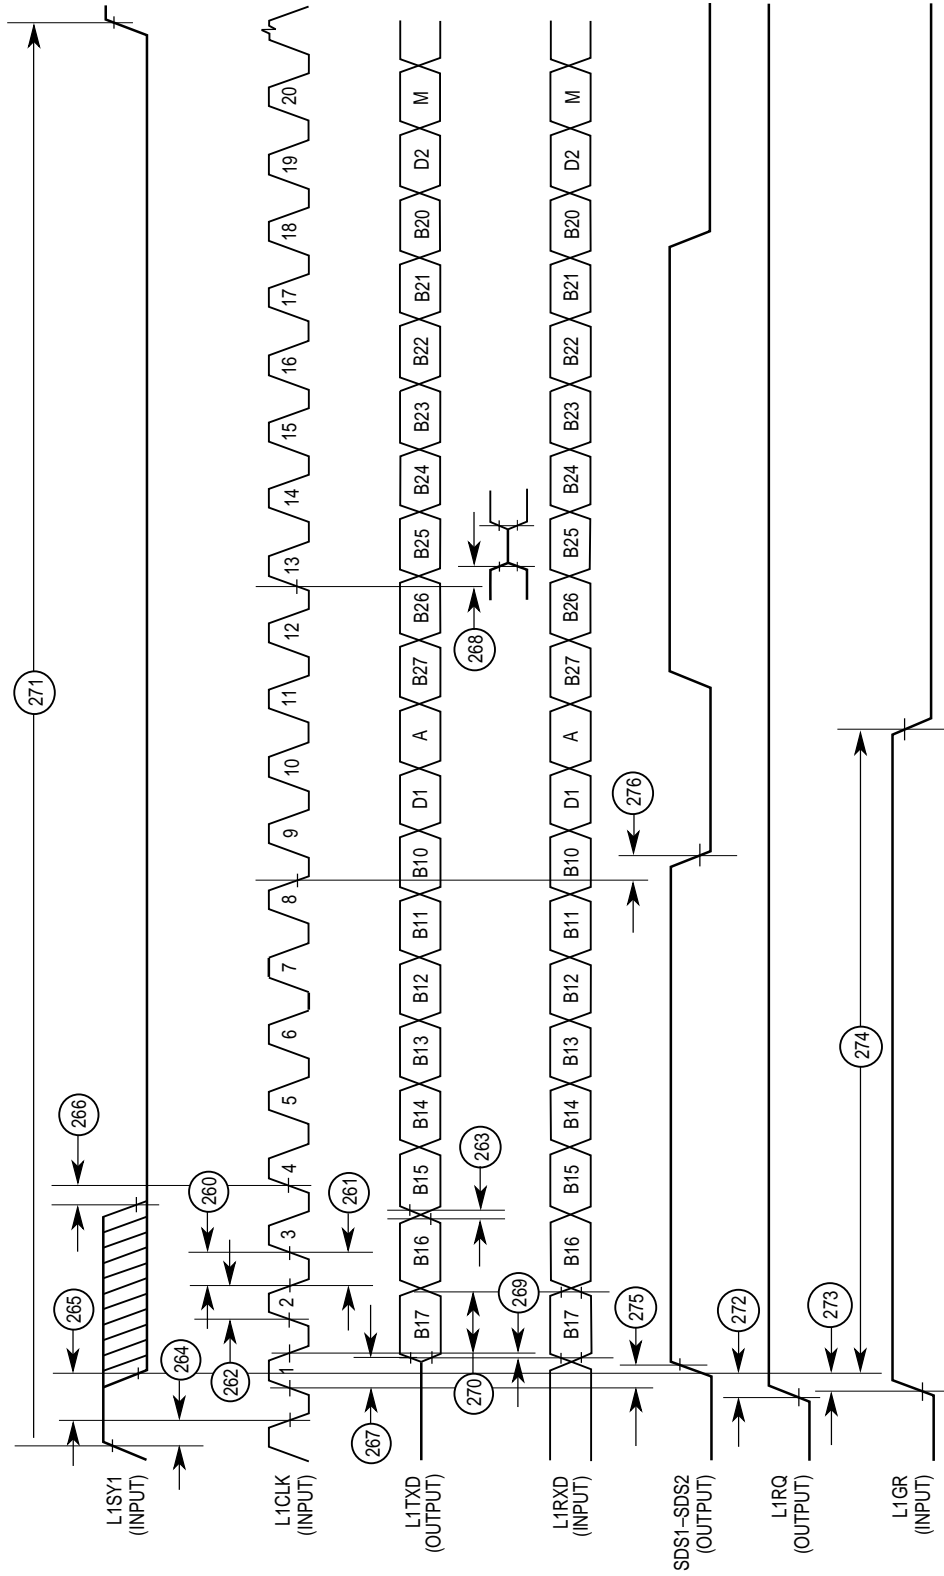 271
L1SY1
(INPUT)
264
265
266
L1CLK
(INPUT)
1
2
3
4
5
6
7
8
9
10
11
12
13
14
15
16
17
18
19
20
262
260
261
267
L1TXD
(OUTPUT)
B17
B16
B15
B14
B13
B12
B11
B10
D1
A
B27
B26
B25
B24
B23
B22
B21
B20
D2
M
270
269
263
268
L1RXD
(INPUT)
B17
B16
B15
B14
B13
B12
B11
B10
D1
A
B27
B26
B25
B24
B23
B22
B21
B20
D2
M
275
276
SDS1–SDS2
(OUTPUT)
272
L1RQ
(OUTPUT)
273
274
L1GR
(INPUT)